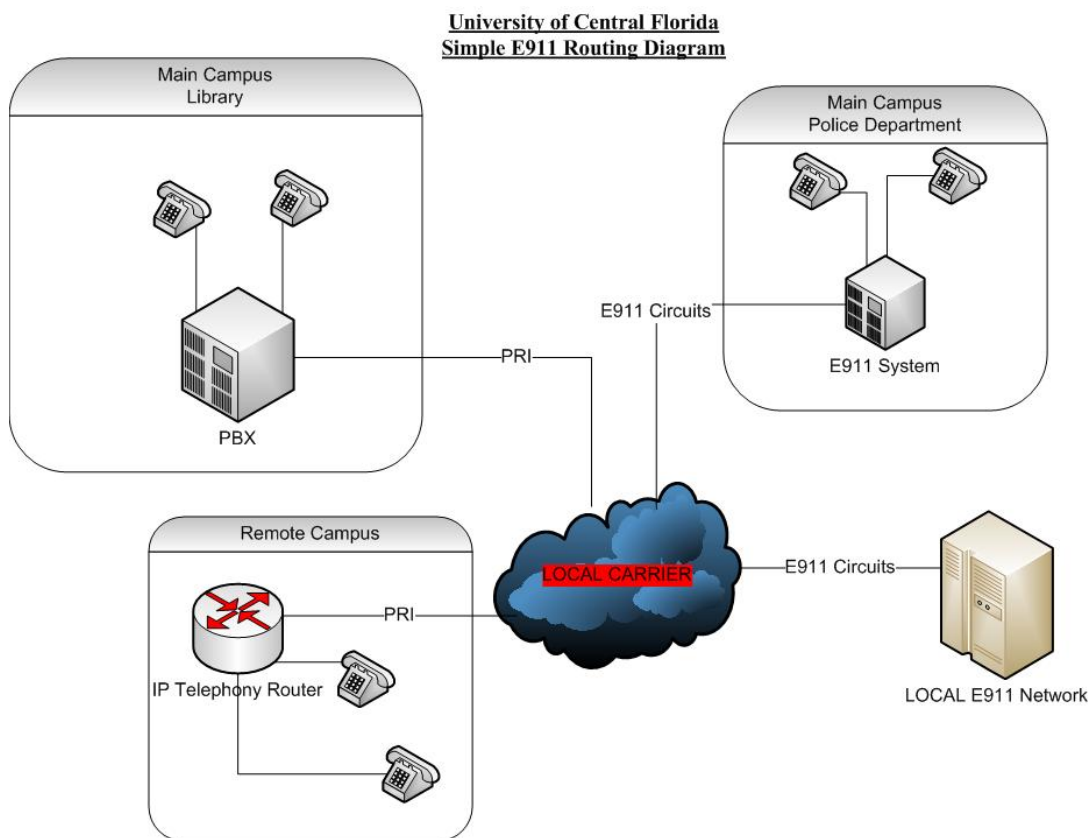 University of Central Florida
Simple E911 Routing Diagram
Main Campus
Library
Main Campus
Police Department
E911 Circuits
E911 System
PRI
PBX
Remote Campus
LOCAL CARRIER
E911 Circuits
PRI
IP Telephony Router
LOCAL E911 Network